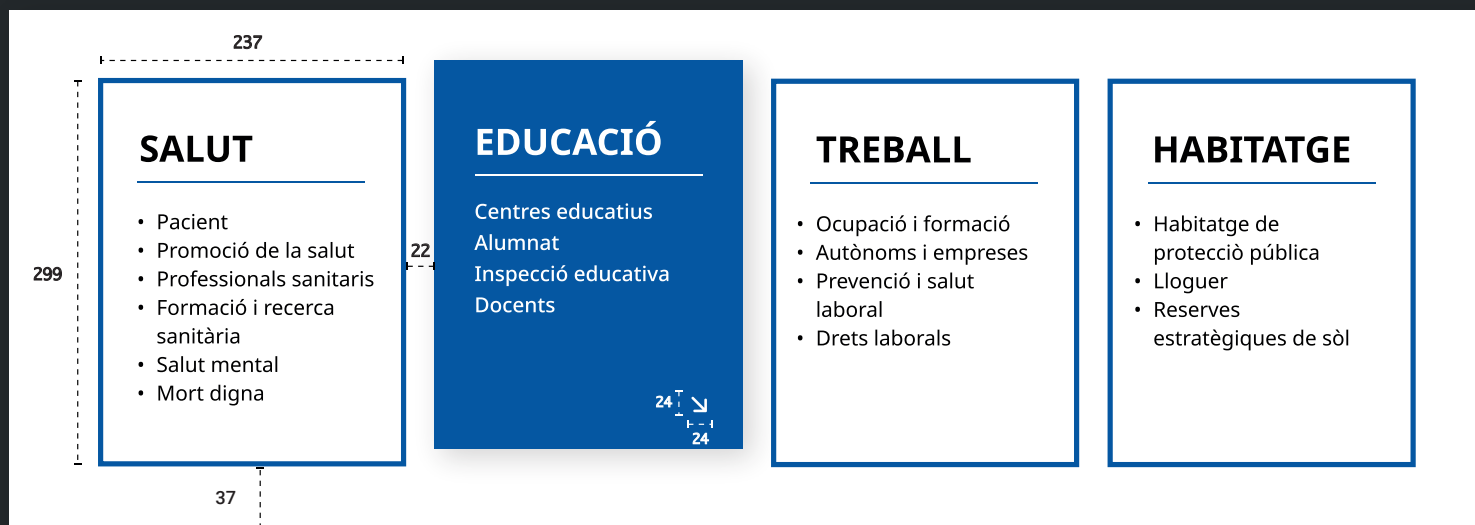 237
SALUT
• Pacient
• Promoció de la salut
• Professionals sanitaris
• Formació i recerca
sanitària
• Salut mental
• Mort digna
299
37
22
EDUCACIÓ
Centres educatius
Alumnat
Inspecció educativa
Docents
24
24
TREBALL
• Ocupació i formació
• Autònoms i empreses
• Prevenció i salut
laboral
• Drets laborals
HABITATGE
• Habitatge de
protecciò pública
• Lloguer
• Reserves
estratègiques de sòl